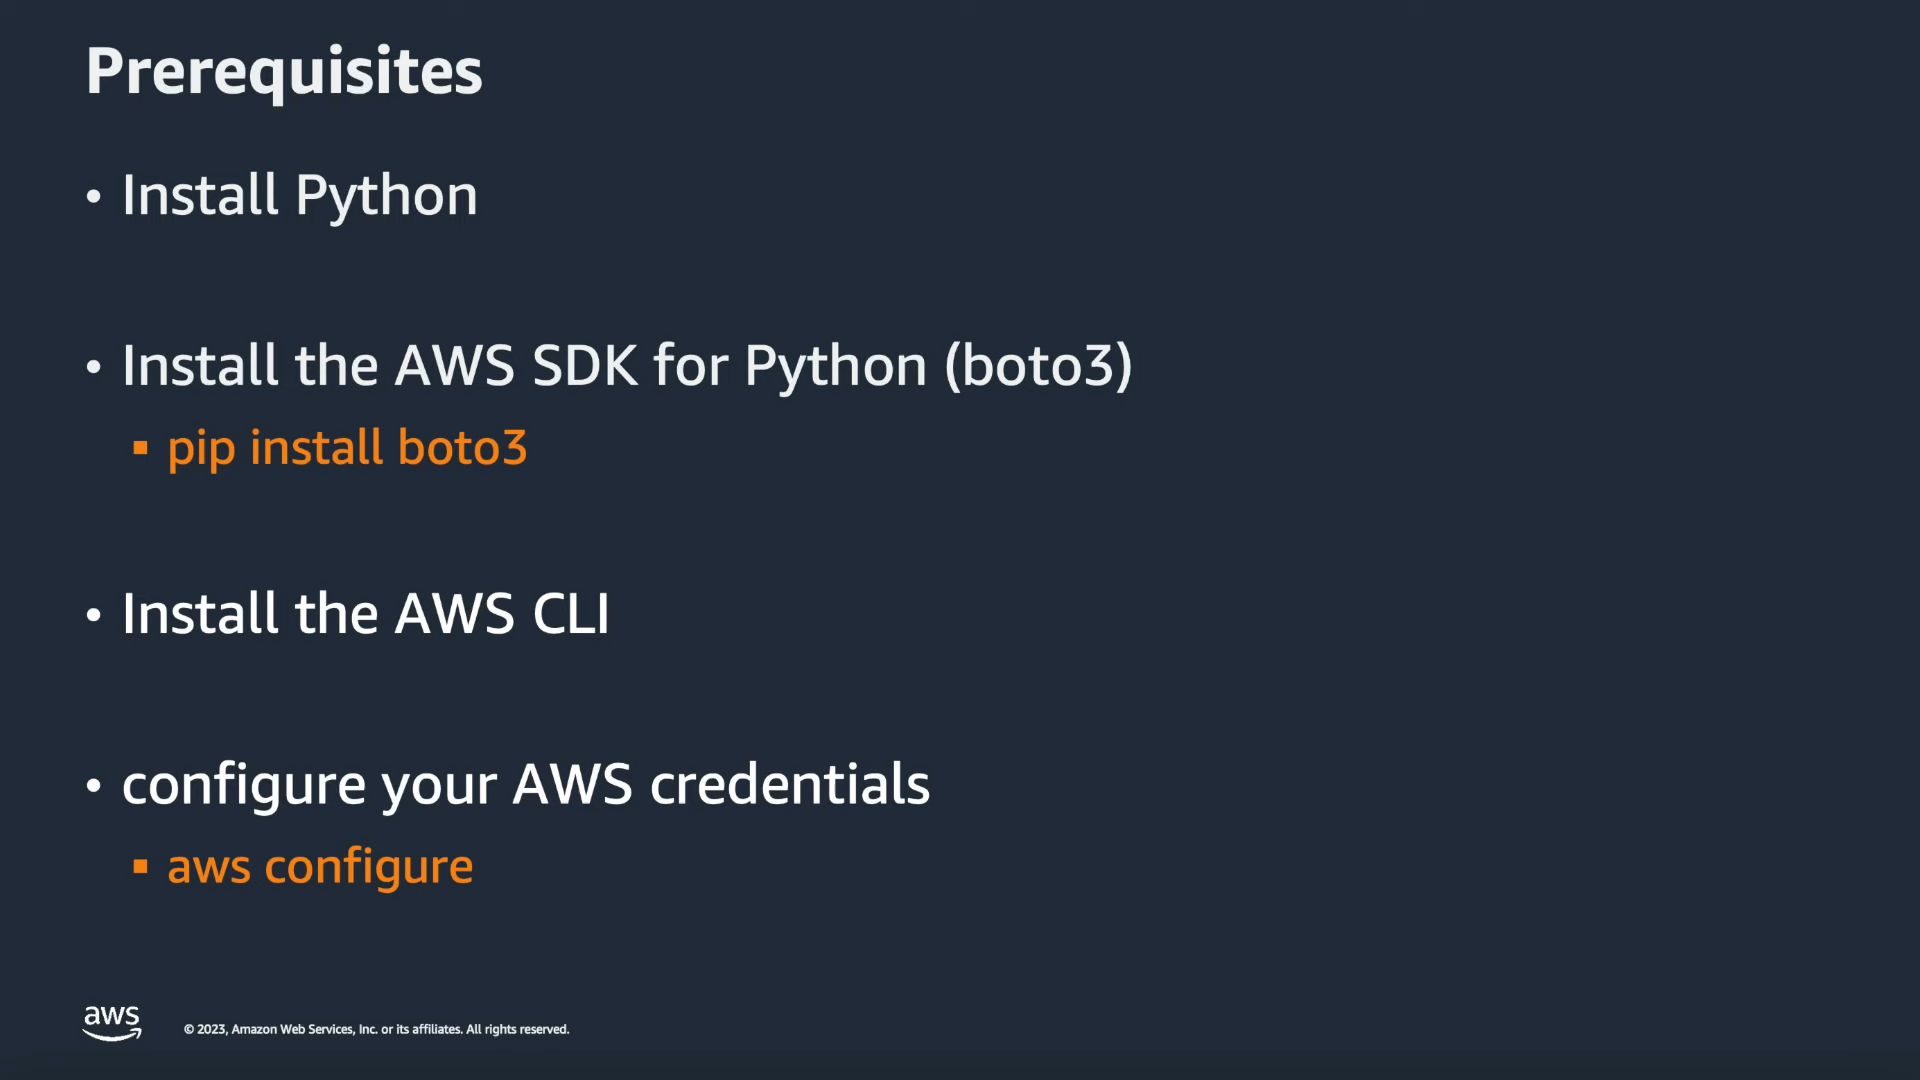 Prerequisites
• Install Python
• Install the AWS SDK for Python (boto3)
▪ pip install boto3
• Install the AWS CLI
• configure your AWS credentials
▪ aws configure
aws
© 2023, Amazon Web Services, Inc. or its affiliates. All rights reserved.